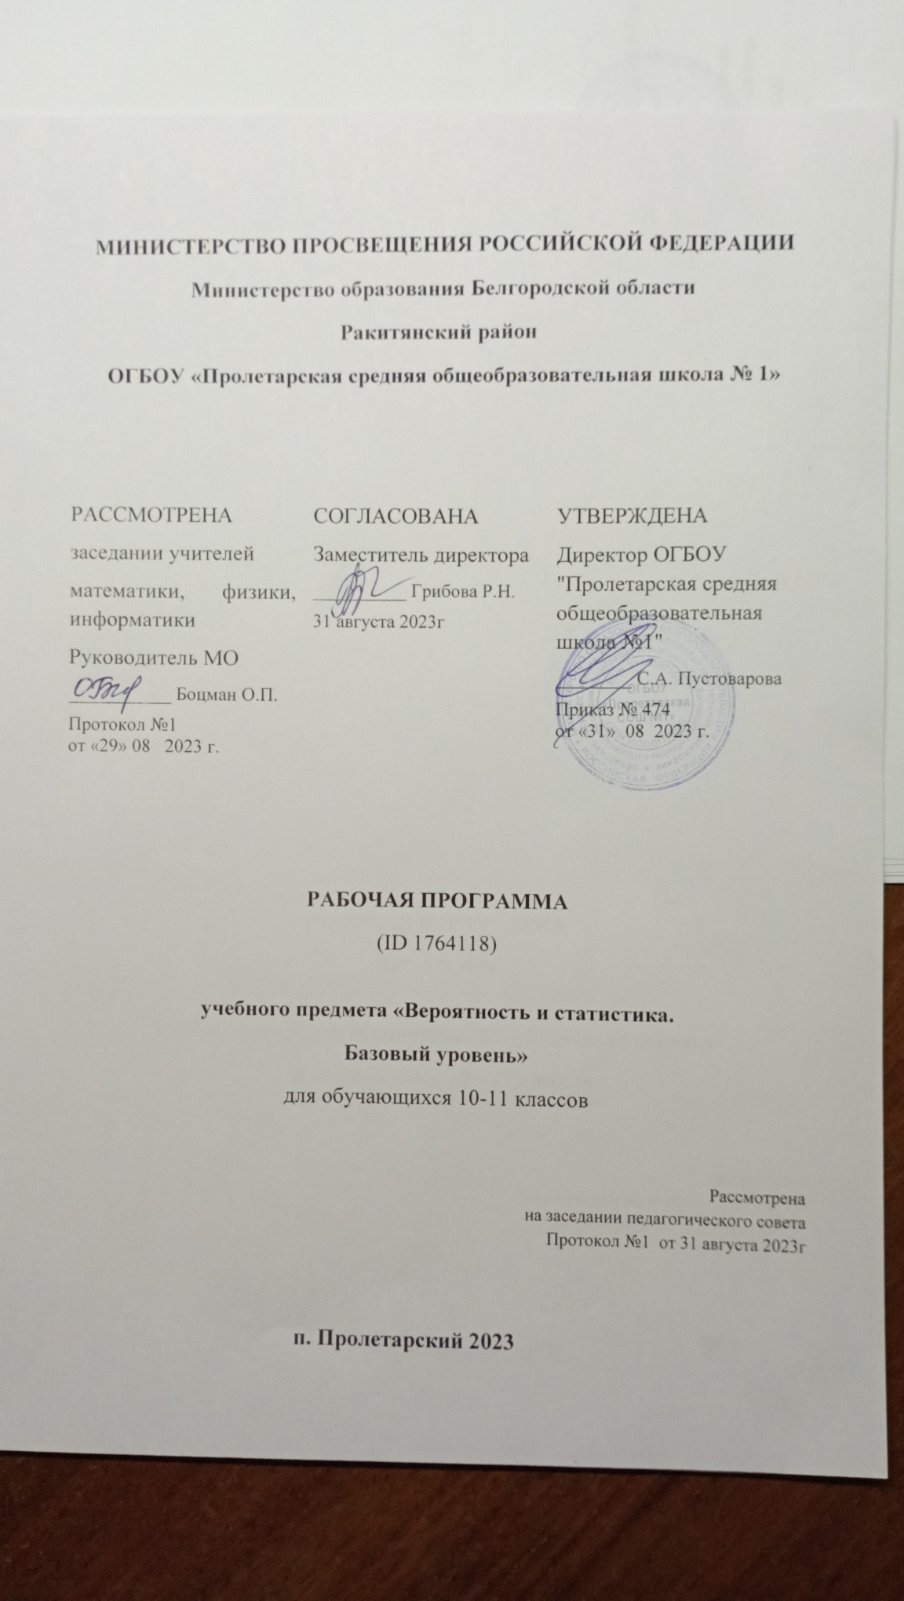 МИНИСТЕРСТВО ПРОСВЕЩЕНИЯ РОССИЙСКОЙ ФЕДЕРАЦИИ
Министерство образования Белгородской области
Ракитянский район
ОГБОУ «Пролетарская средняя общеобразовательная школа № 1»
РАССМОТРЕНА
заседании учителей
математики, физики,
информатики
Руководитель МО
Боцман О.П.
Протокол №1
от «29» 08 2023 г.
СОГЛАСОВАНА
Заместитель директора
Грибова Р.Н.
31 августа 2023г
УТВЕРЖДЕНА
Директор ОГБОУ
"Пролетарская средняя
общеобразовательная
школа №1"
С.А. Пустоварова
Приказ № 474
от «31» 08 2023 г.
РАБОЧАЯ ПРОГРАММА
(ID 1764118)
учебного предмета «Вероятность и статистика.
Базовый уровень»
для обучающихся 10-11 классов
Рассмотрена
на заседании педагогического совета
Протокол №1 от 31 августа 2023г
п. Пролетарский 2023